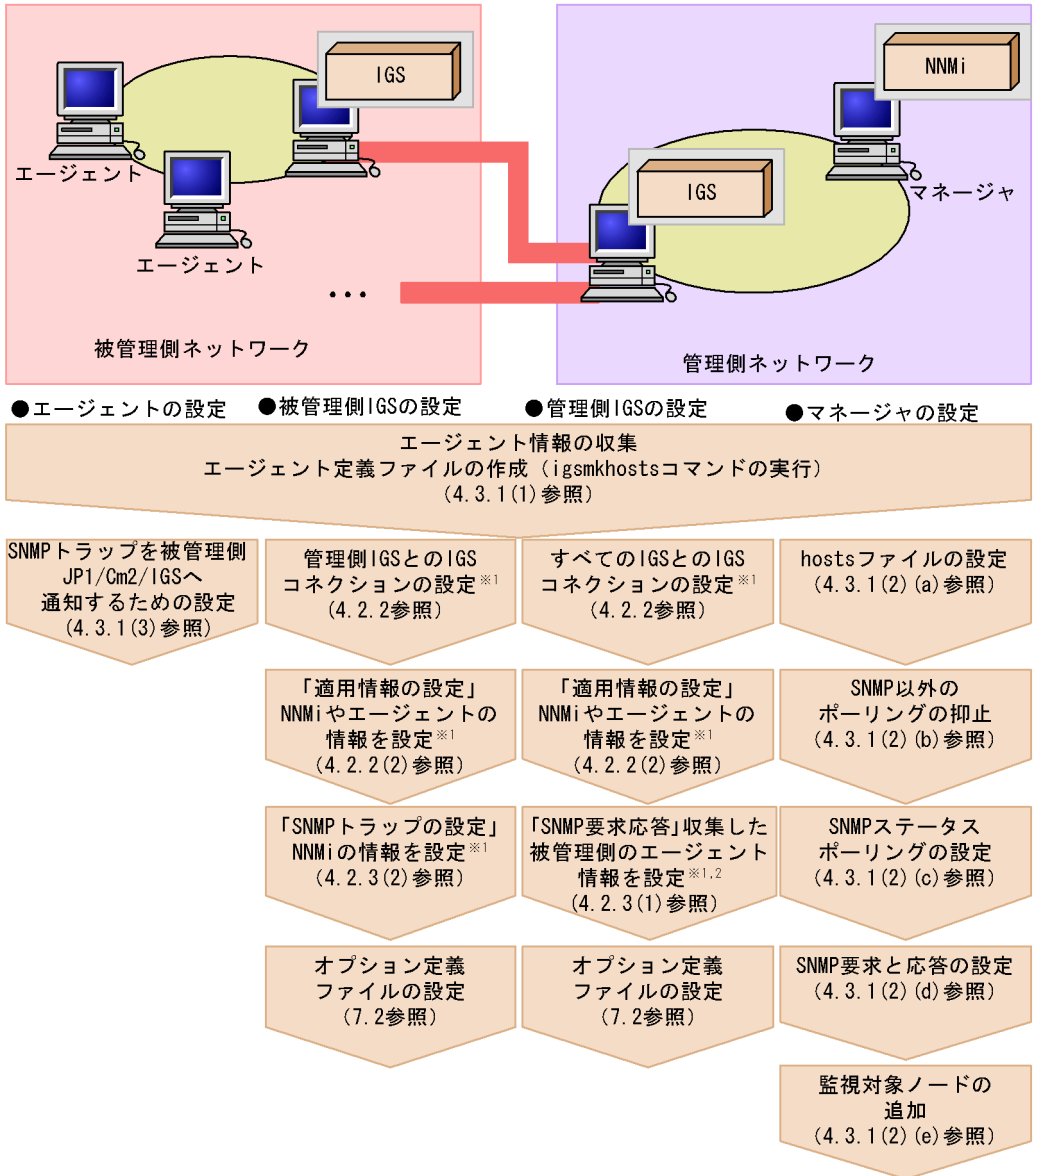 IGS
NNMi
エージェント
IGS
マネージャ
エージェント
・・・
被管理側ネットワーク
管理側ネットワーク
●エージェントの設定
●被管理側IGSの設定
●管理側IGSの設定
●マネージャの設定
エージェント情報の収集
エージェント定義ファイルの作成（igsmkhostsコマンドの実行）
（4.3.1(1)参照）
SNMPトラップを被管理側
JP1/Cm2/IGSへ
通知するための設定
（4.3.1(3)参照）
管理側IGSとのIGS
コネクションの設定※1
（4.2.2参照）
すべてのIGSとのIGS
コネクションの設定※1
（4.2.2参照）
hostsファイルの設定
（4.3.1(2)(a)参照）
「適用情報の設定」
NNMiやエージェントの
情報を設定※1
（4.2.2(2)参照）
「適用情報の設定」
NNMiやエージェントの
情報を設定※1
（4.2.2(2)参照）
SNMP以外の
ポーリングの抑止
（4.3.1(2)(b)参照）
「SNMPトラップの設定」
NNMiの情報を設定※1
（4.2.3(2)参照）
「SNMP要求応答」収集した
被管理側のエージェント
情報を設定※1,2
（4.2.3(1)参照）
SNMPステータス
ポーリングの設定
（4.3.1(2)(c)参照）
オプション定義
ファイルの設定
（7.2参照）
オプション定義
ファイルの設定
（7.2参照）
SNMP要求と応答の設定
（4.3.1(2)(d)参照）
監視対象ノードの
追加
（4.3.1(2)(e)参照）